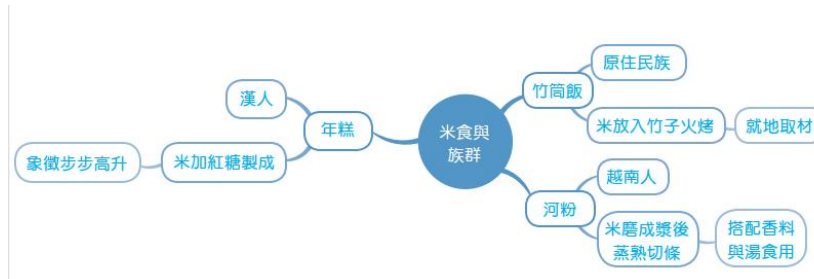 米食與
族群
年糕
漢人
米加紅糖製成
象徵步步高升
竹筒飯
原住民族
米放入竹子火烤
就地取材
河粉
越南人
米磨成漿後
蒸熟切條
搭配香料
與湯食用